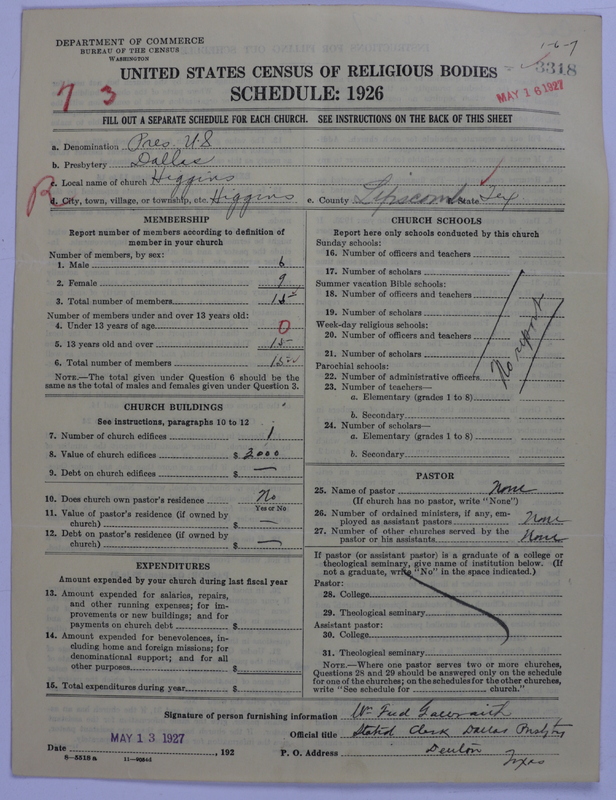 DEPARTMENT OF COMMERCE
BUREAU OF THE CENSUS
WASHINGTON
1-6-7
3318
MAY 16 1927
UNITED STATES CENSUS OF RELIGIOUS BODIES
SCHEDULE: 1926
7 3
FILL OUT A SEPARATE SCHEDULE FOR EACH CHURCH. SEE INSTRUCTIONS ON THE BACK OF THIS SHEET
a. Denomination Pres. U.S
b. Presbytery Dallas
c. Local name of church Higgins
d. City, town, village, or township, etc. Higgins e. County Lipscomb State Tex
MEMBERSHIP
Report number of members according to definition of
member in your church
Number of members, by sex:
1. Male 6
2. Female 9
3. Total number of members 15
Number of members under and over 13 years old:
4. Under 13 years of age 0
5. 13 years old and over 15
6. Total number of members 15
NOTE.—The total given under Question 6 should be
same as the total of males and females given under Question 3.
CHURCH BUILDINGS
See instructions, paragraphs 10 to 12
7. Number of church edifices 1
8. Value of church edifices $ 3000
9. Debt on church edifices $ —
10. Does church own pastor's residence No
Yes or No
11. Value of pastor's residence (if owned by
church) $ —
12. Debt on pastor's residence (if owned by
church) $ —
EXPENDITURES
Amount expended by your church during last fiscal year
13. Amount expended for salaries, repairs,
and other running expenses; for im-
provements or new buildings; and for
payments on church debt $
14. Amount expended for benevolences, in-
cluding home and foreign missions; for
denominational support; and for all
other purposes $
15. Total expenditures during year $
CHURCH SCHOOLS
Report here only schools conducted by this church
Sunday schools:
16. Number of officers and teachers
17. Number of scholars
Summer vacation Bible schools:
18. Number of officers and teachers
19. Number of scholars
Week-day religious schools:
20. Number of officers and teachers
21. Number of scholars
No report
Parochial schools:
22. Number of administrative officers
23. Number of teachers—
a. Elementary (grades 1 to 8)
b. Secondary
24. Number of scholars—
a. Elementary (grades 1 to 8)
b. Secondary
PASTOR
25. Name of pastor None
(If church has no pastor, write "None")
26. Number of ordained ministers, if any, em-
ployed as assistant pastors None
27. Number of other churches served by the
pastor or his assistants None
If pastor (or assistant pastor) is a graduate of a college or
theological seminary, give name of institution below. (If
not a graduate, write "No" in the space indicated.)
Pastor:
28. College
29. Theological seminary
Assistant pastor:
30. College
31. Theological seminary
NOTE.—Where one pastor serves two or more churches,
Questions 28 and 29 should be answered only on the schedule
for one of the churches; on the schedules for the other churches,
write "See schedule for church."
Signature of person furnishing information Wm Fred Galbraith
Official title Stated Clerk Dallas Presbytery
Date MAY 13 1927, 192 P. O. Address Denton
Texas
8-5518 a 11-9054d